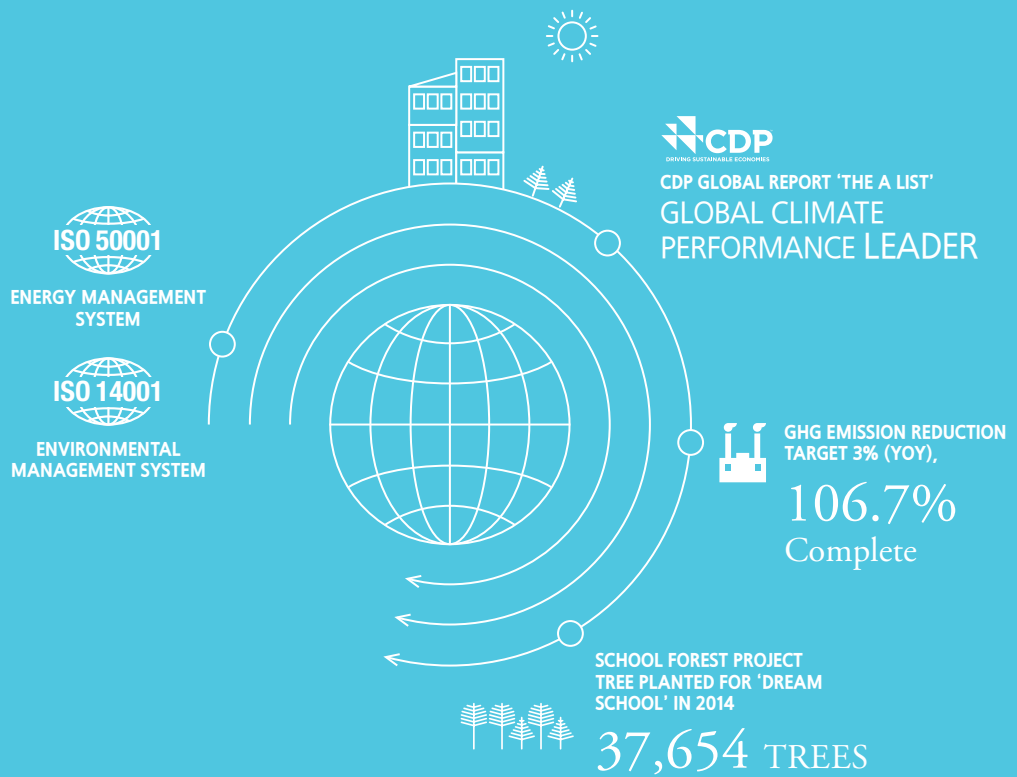 CDP
DRIVING SUSTAINABLE ECONOMIES
CDP GLOBAL REPORT ‘THE A LIST’
GLOBAL CLIMATE
PERFORMANCE LEADER
ISO 50001
ENERGY MANAGEMENT
SYSTEM
ISO 14001
ENVIRONMENTAL
MANAGEMENT SYSTEM
GHG EMISSION REDUCTION
TARGET 3% (YOY),
106.7%
Complete
SCHOOL FOREST PROJECT
TREE PLANTED FOR ‘DREAM
SCHOOL’ IN 2014
37,654 TREES